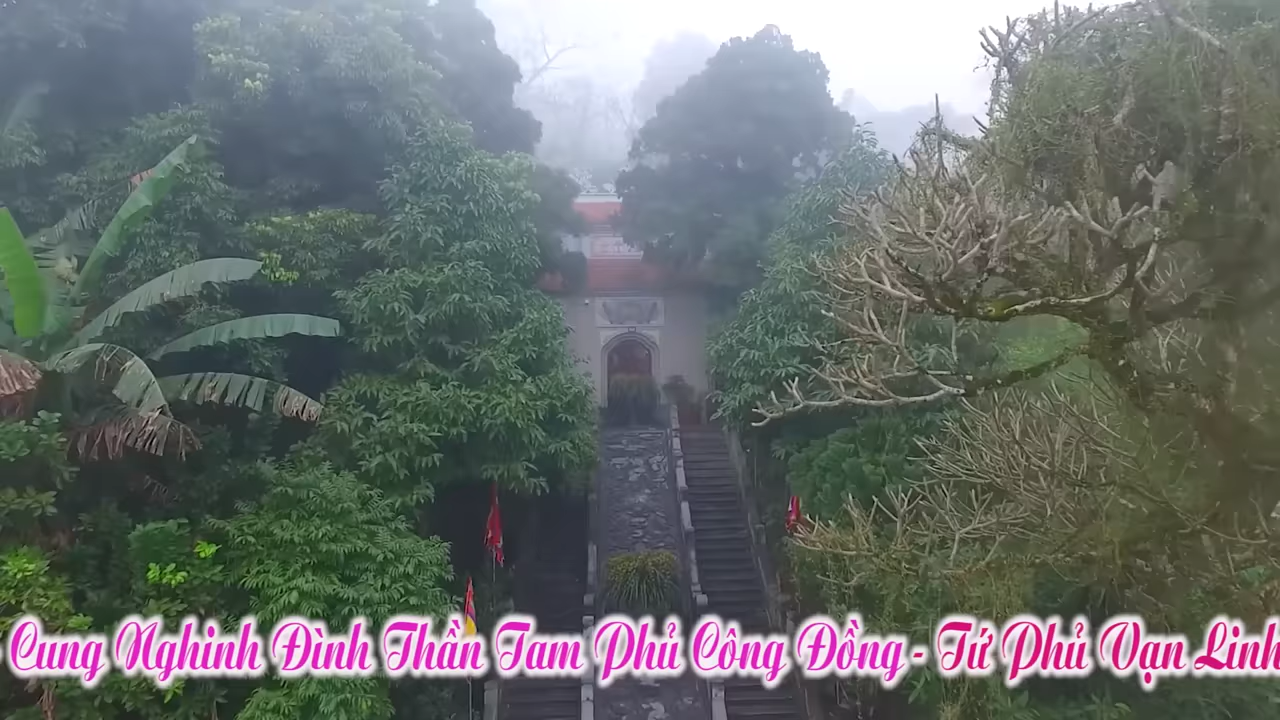 Cung Nghinh Đình Thần Tam Phủ Công Đồng - Tứ Phủ Vạn Linh